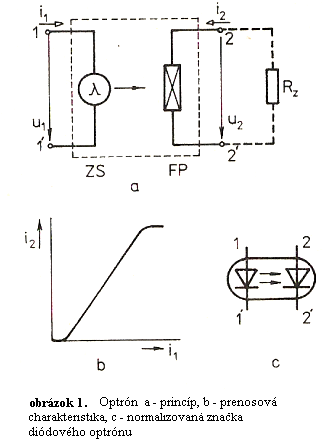 i₁ i₂
1 2
λ
u₁ u₂ Rz
1' 2'
ZS FP
a
i₂ 1 2
i₁ 1' 2'
b c
obrázok 1. Optrón a - princíp, b - prenosová
charakteristika, c - normalizovaná značka
diódového optrónu